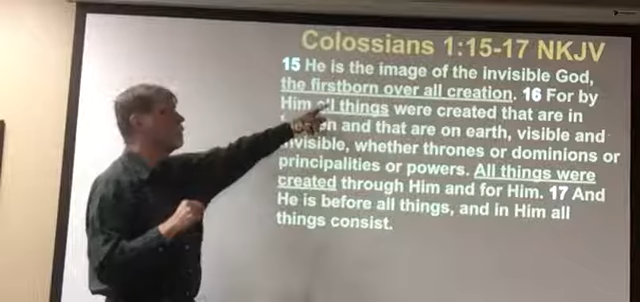 Colossians 1:15-17 NKJV
15 He is the image of the invisible God,
the firstborn over all creation. 16 For by
Him all things were created that are in
and that are on earth, visible and
invisible, whether thrones or dominions or
principalities or powers. All things were
created through Him and for Him. 17 And
He is before all things, and in Him all
things consist.